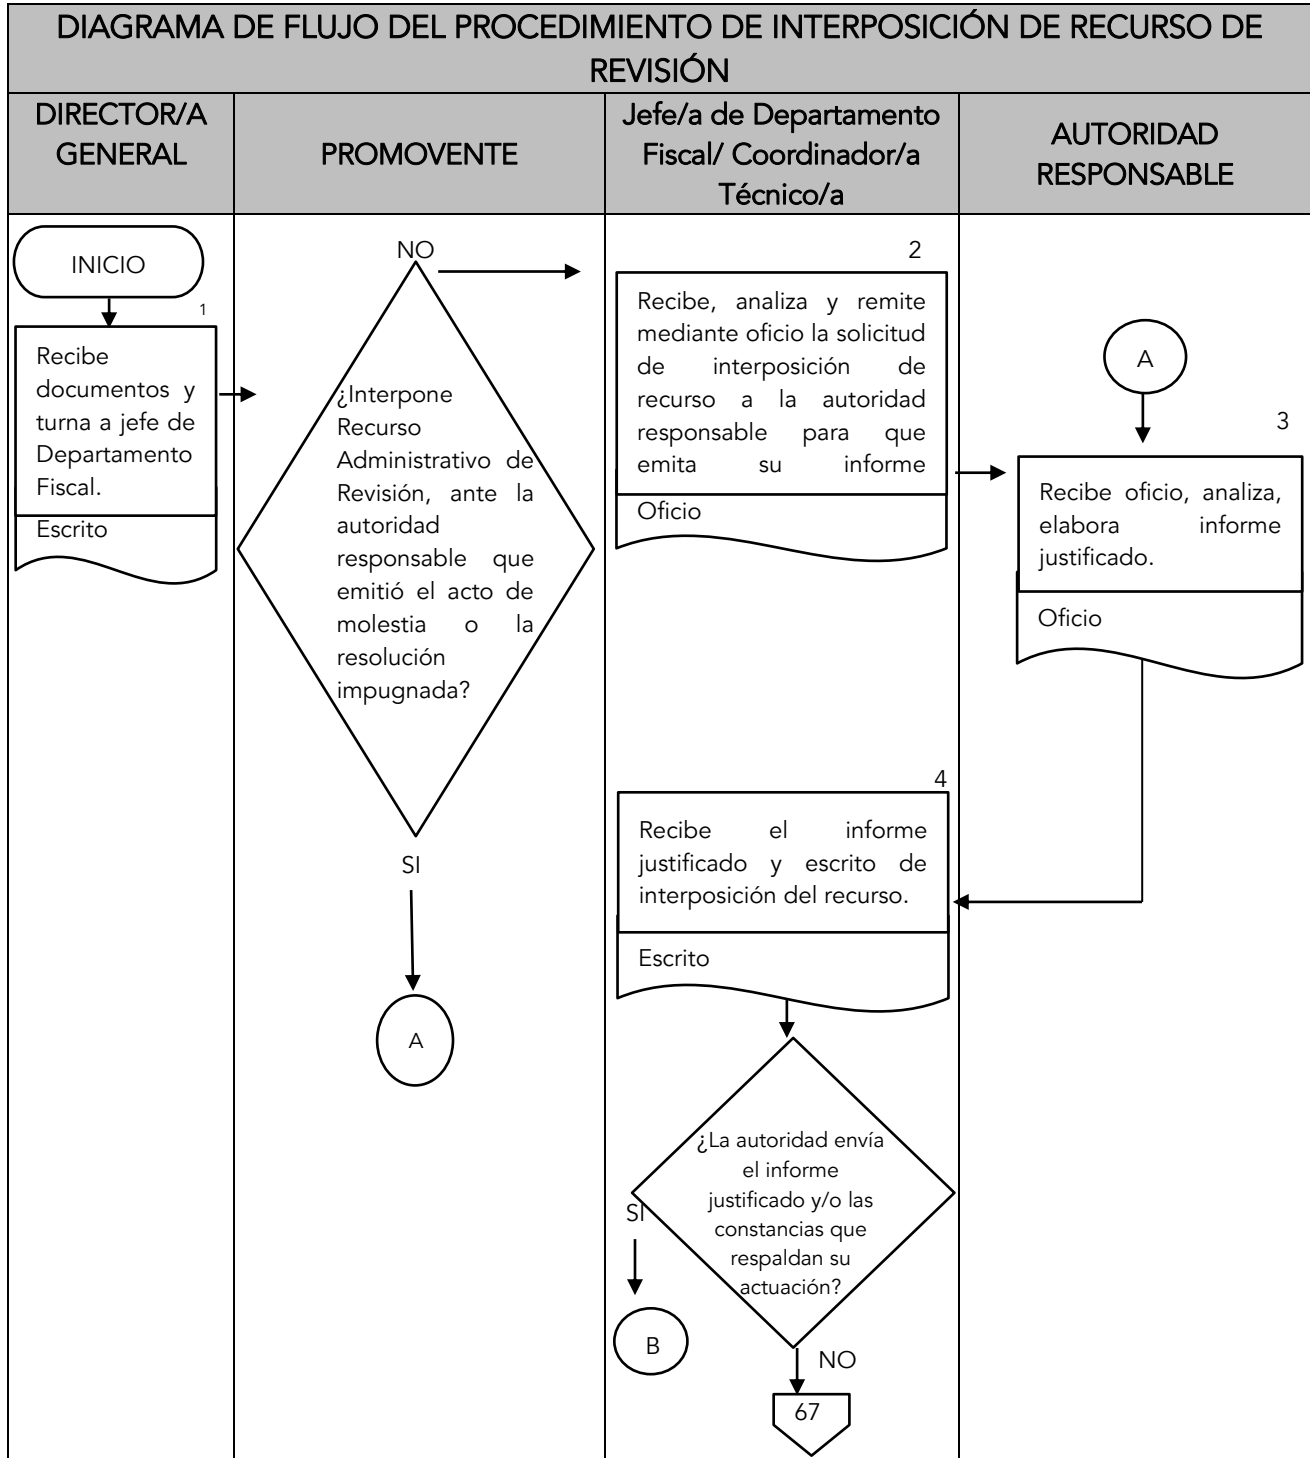 DIAGRAMA DE FLUJO DEL PROCEDIMIENTO DE INTERPOSICIÓN DE RECURSO DE
REVISIÓN
DIRECTOR/A
GENERAL
PROMOVENTE
Jefe/a de Departamento
Fiscal/ Coordinador/a
Técnico/a
AUTORIDAD
RESPONSABLE
INICIO
1
Recibe
documentos y
turna a jefe de
Departamento
Fiscal.
Escrito
NO
¿Interpone
Recurso
Administrativo de
Revisión, ante la
autoridad
responsable que
emitió el acto de
molestia o la
resolución
impugnada?
SI
A
2
Recibe, analiza y remite
mediante oficio la solicitud
de interposición de
recurso a la autoridad
responsable para que
emita su informe
Oficio
A
3
Recibe oficio, analiza,
elabora informe
justificado.
Oficio
4
Recibe el informe
justificado y escrito de
interposición del recurso.
Escrito
¿La autoridad envía
el informe
justificado y/o las
constancias que
respaldan su
actuación?
SI
B
NO
67